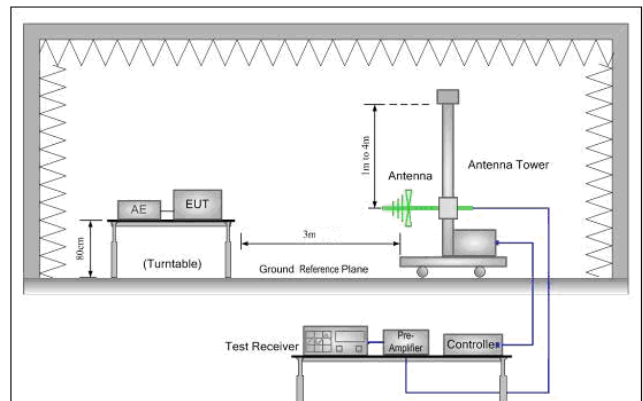 1m to 4m
Antenna
Antenna Tower
AE
EUT
80cm
(Turntable)
3m
Ground Reference Plane
Test Receiver
Pre-
Amplifier
Controller